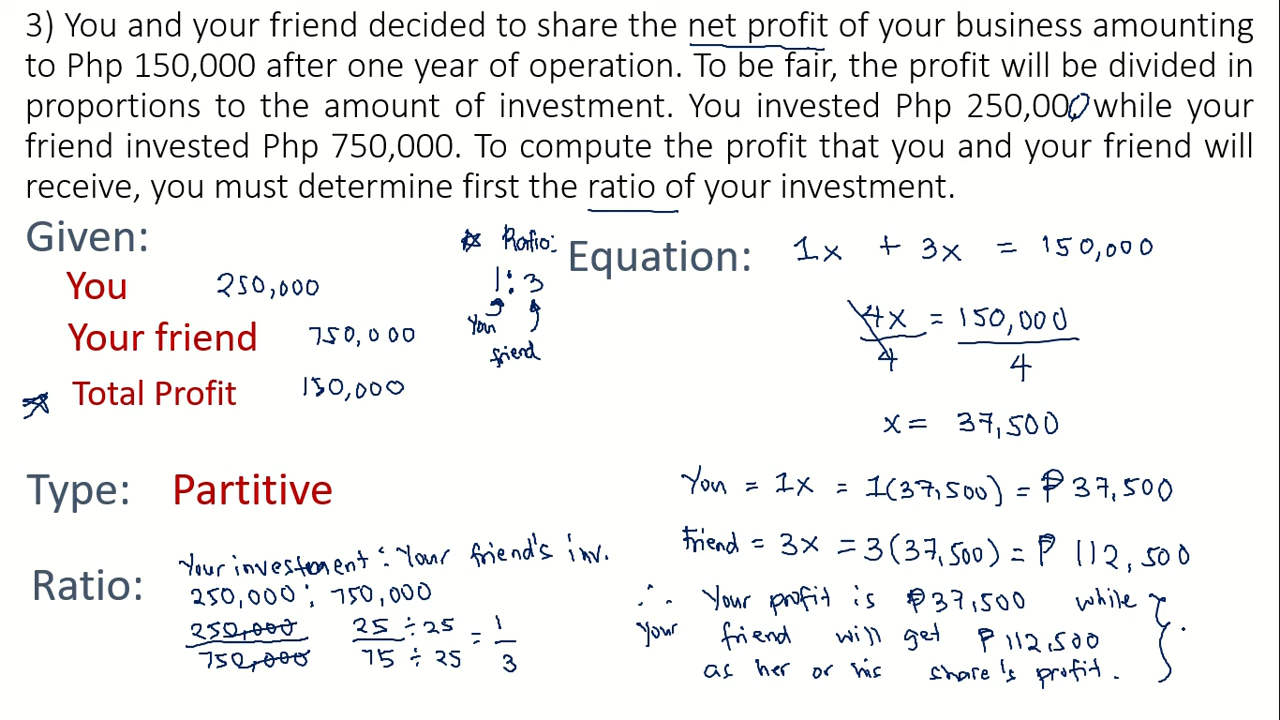 3) You and your friend decided to share the net profit of your business amounting
to Php 150,000 after one year of operation. To be fair, the profit will be divided in
proportions to the amount of investment. You invested Php 250,000 while your
friend invested Php 750,000. To compute the profit that you and your friend will
receive, you must determine first the ratio of your investment.
Given:
You 250,000
Your friend 750,000
Total Profit 150,000
Ratio:
1:3
You
friend
Equation: 1x + 3x = 150,000
4x = 150,000
4 4
x = 37,500
Type: Partitive
You = 1x = 1(37,500) = ₱37,500
Friend = 3x = 3(37,500) = ₱ 112,500
Ratio:
Your investment : Your friend's inv.
250,000 : 750,000
250,000 25 ÷ 25 = 1
750,000 75 ÷ 25 3
∴ Your profit is ₱37,500 while
your friend will get ₱112,500
as her or his share's profit.